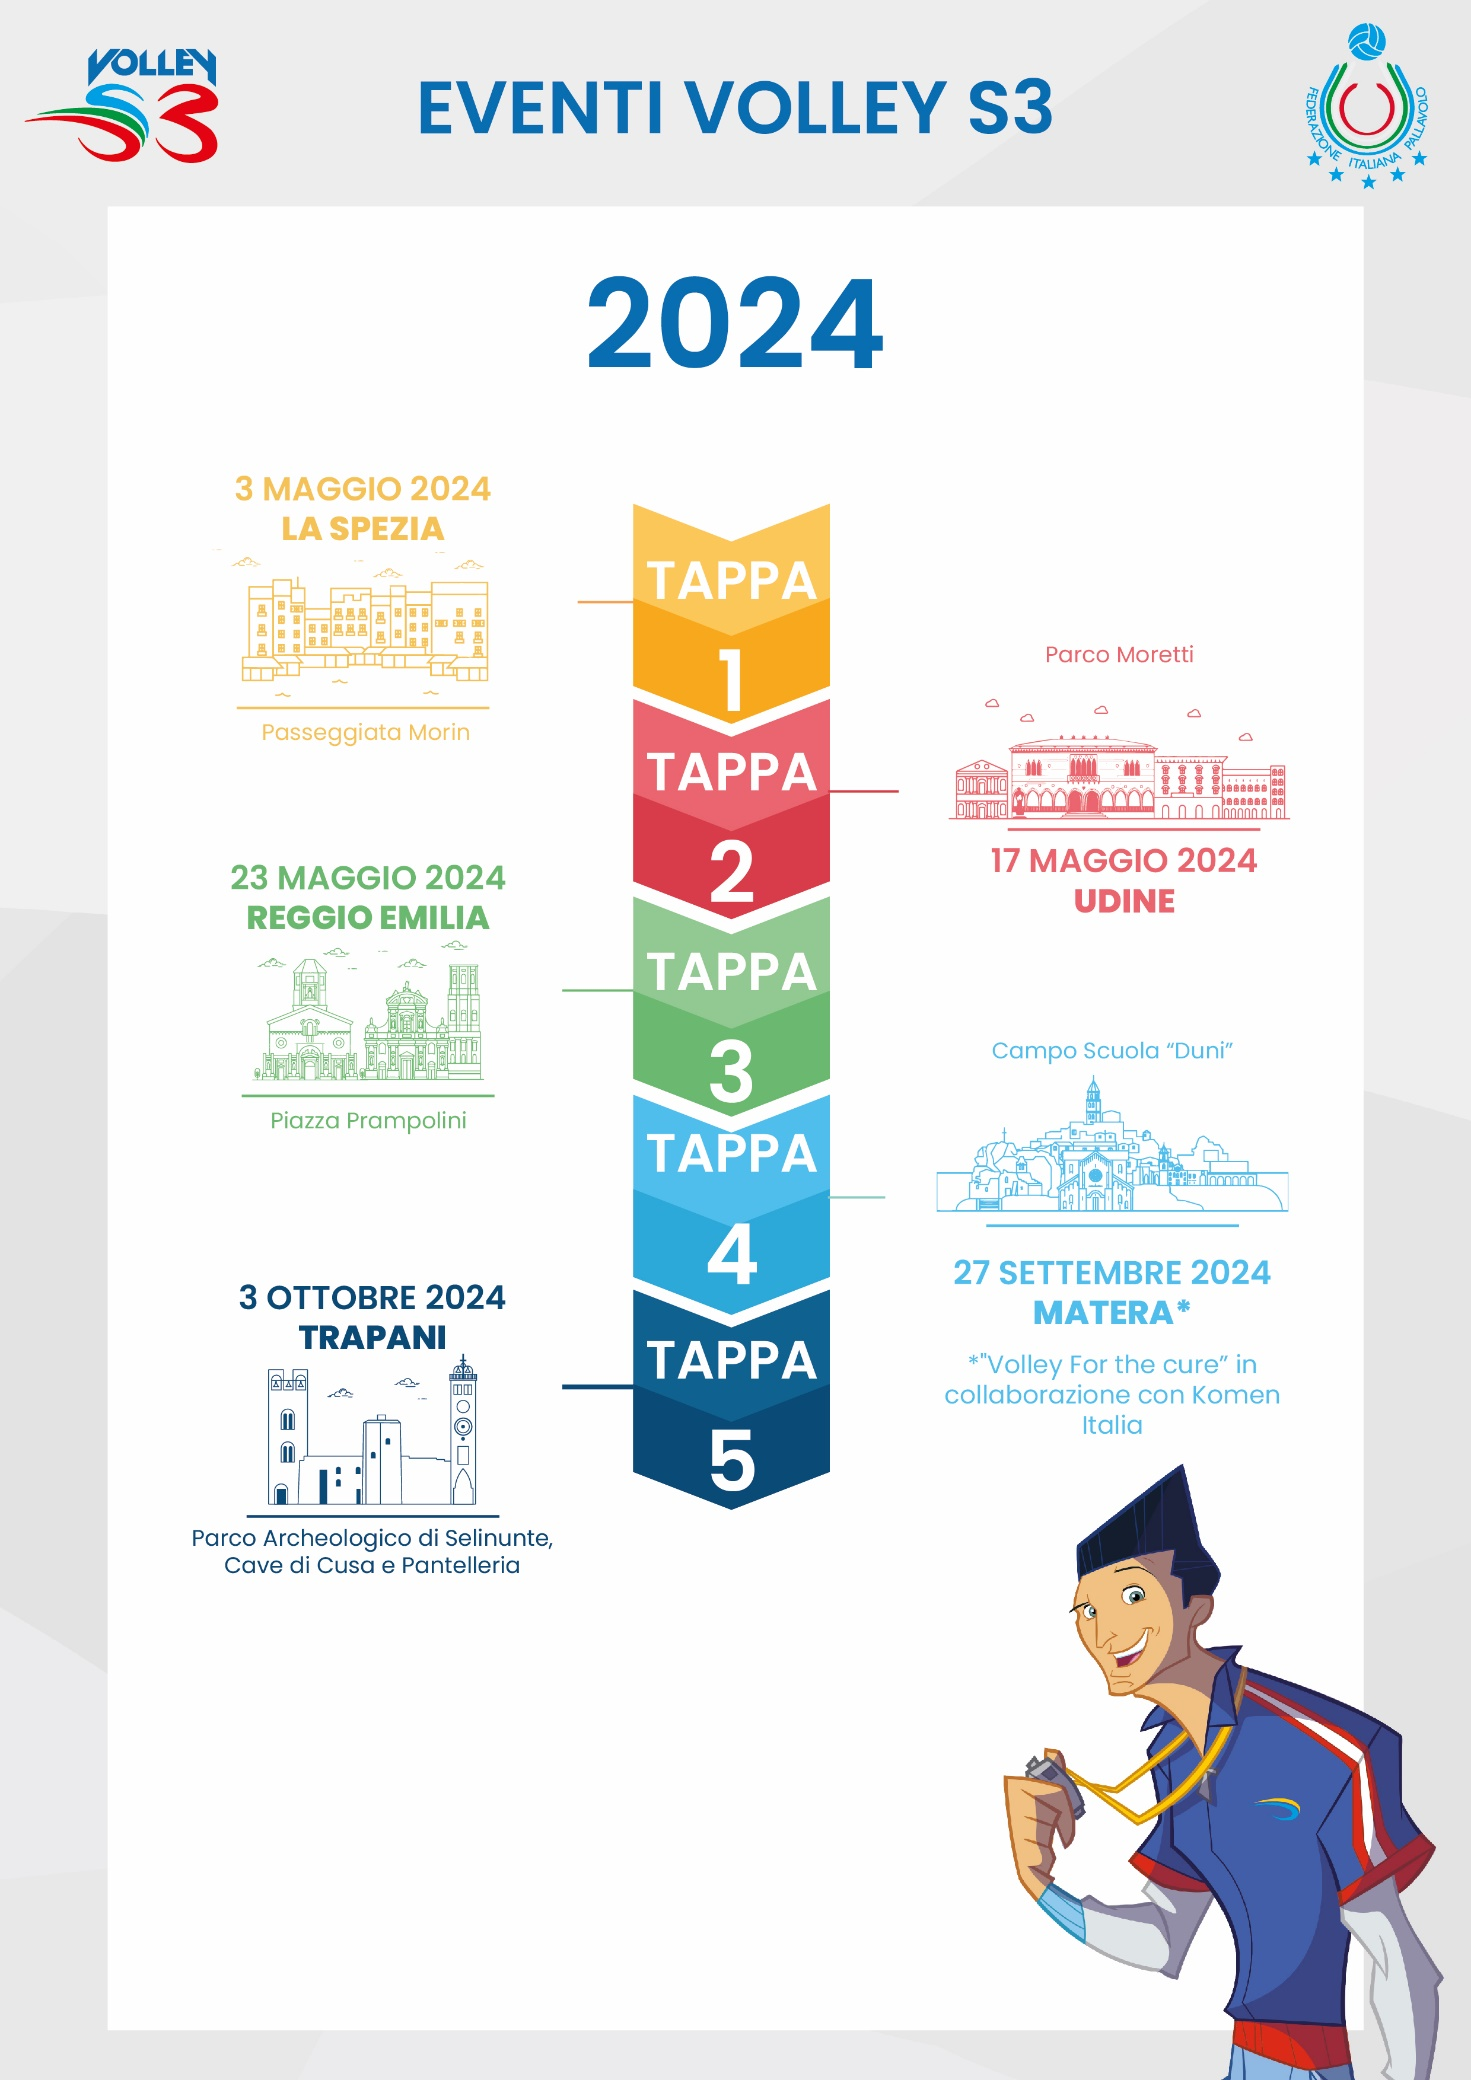 VOLLEY
S3
EVENTI VOLLEY S3
FEDERAZIONE ITALIANA PALLAVOLO
2024
3 MAGGIO 2024
LA SPEZIA
Passeggiata Morin
TAPPA
1
Parco Moretti
17 MAGGIO 2024
UDINE
TAPPA
2
23 MAGGIO 2024
REGGIO EMILIA
Piazza Prampolini
TAPPA
3
Campo Scuola “Duni”
27 SETTEMBRE 2024
MATERA*
*"Volley For the cure” in
collaborazione con Komen
Italia
TAPPA
4
3 OTTOBRE 2024
TRAPANI
Parco Archeologico di Selinunte,
Cave di Cusa e Pantelleria
TAPPA
5